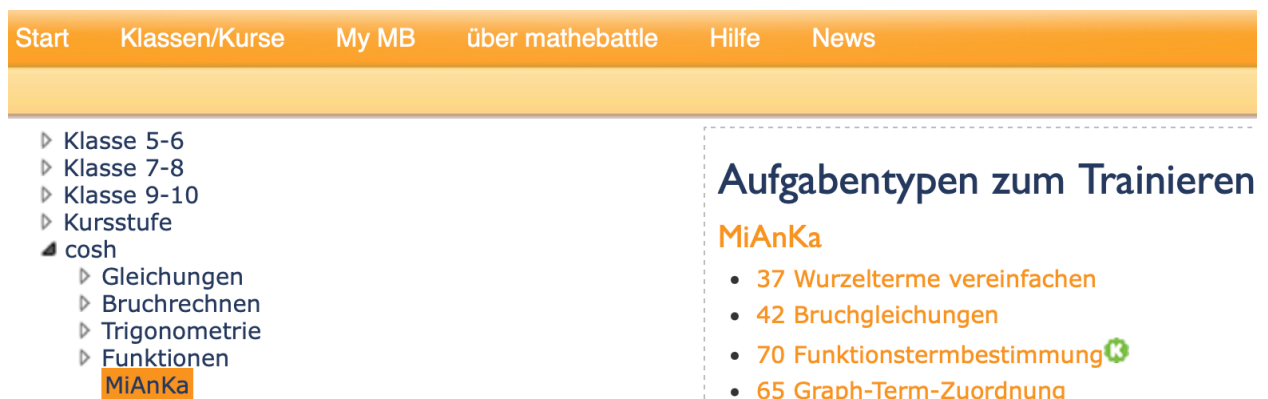 Start Klassen/Kurse My MB über mathebattle Hilfe News
Klasse 5-6
Klasse 7-8
Klasse 9-10
Kursstufe
cosh
Gleichungen
Bruchrechnen
Trigonometrie
Funktionen
MiAnKa
Aufgabentypen zum Trainieren
MiAnKa
37 Wurzelterme vereinfachen
42 Bruchgleichungen
70 Funktionstermbestimmung K
65 Graph-Term-Zuordnung